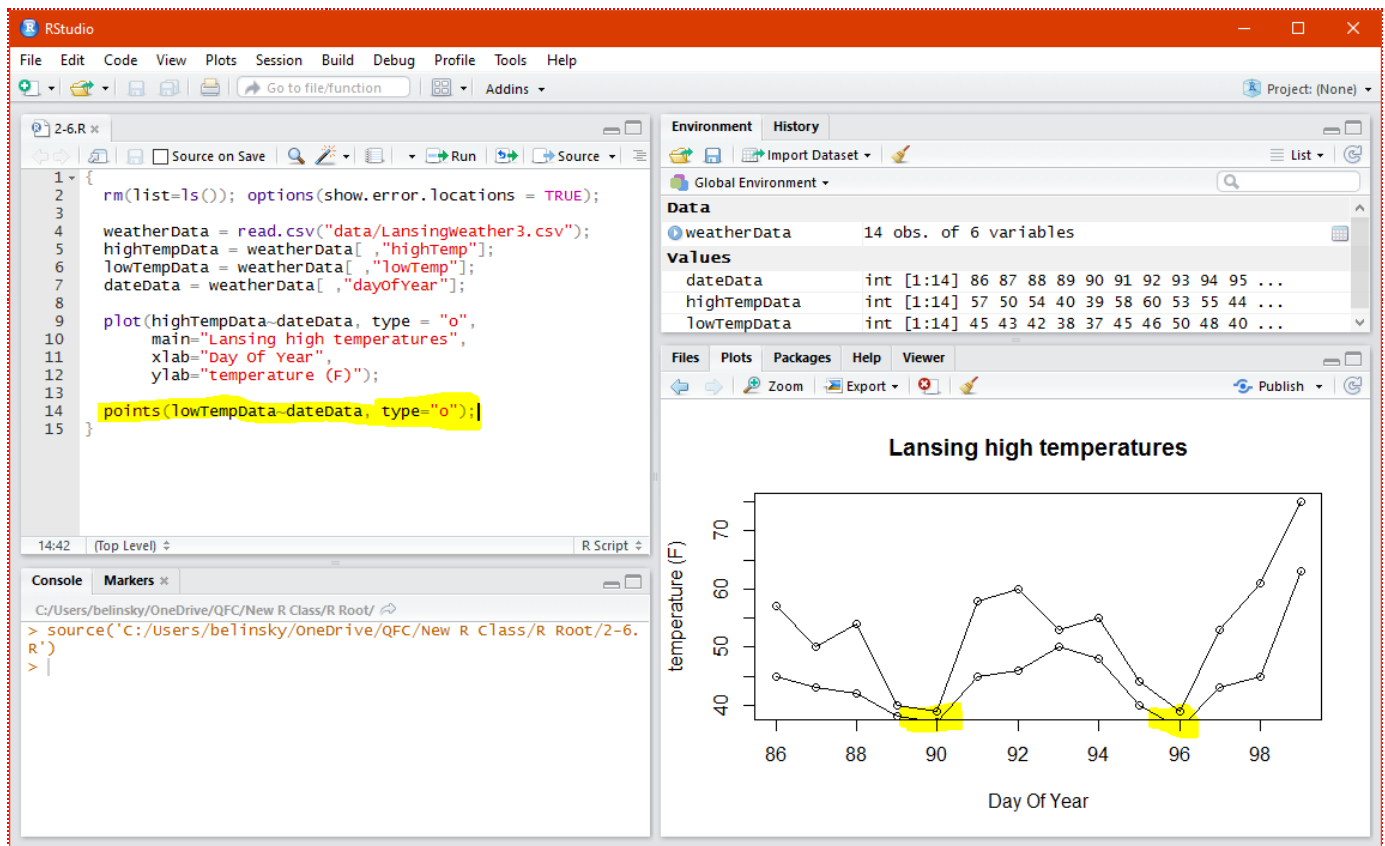 RStudio
File Edit Code View Plots Session Build Debug Profile Tools Help
Go to file/function Addins Project: (None)
2-6.R
Source on Save Run Source
1 {
2 rm(list=ls()); options(show.error.locations = TRUE);
3
4 weatherData = read.csv("data/LansingWeather3.csv");
5 highTempData = weatherData[ ,"highTemp"];
6 lowTempData = weatherData[ ,"lowTemp"];
7 dateData = weatherData[ ,"dayOfYear"];
8
9 plot(highTempData~dateData, type = "o",
10 main="Lansing high temperatures",
11 xlab="Day Of Year",
12 ylab="temperature (F)");
13
14 points(lowTempData~dateData, type="o");
15 }
14:42 (Top Level) R Script
Console Markers
C:/Users/belinsky/OneDrive/QFC/New R Class/R Root/
> source('C:/Users/belinsky/OneDrive/QFC/New R Class/R Root/2-6.
R')
>
Environment History
Import Dataset List
Global Environment
Data
weatherData 14 obs. of 6 variables
values
dateData int [1:14] 86 87 88 89 90 91 92 93 94 95 ...
highTempData int [1:14] 57 50 54 40 39 58 60 53 55 44 ...
lowTempData int [1:14] 45 43 42 38 37 45 46 50 48 40 ...
Files Plots Packages Help Viewer
Zoom Export Publish
Lansing high temperatures
temperature (F)
70
60
50
40
86 88 90 92 94 96 98
Day Of Year